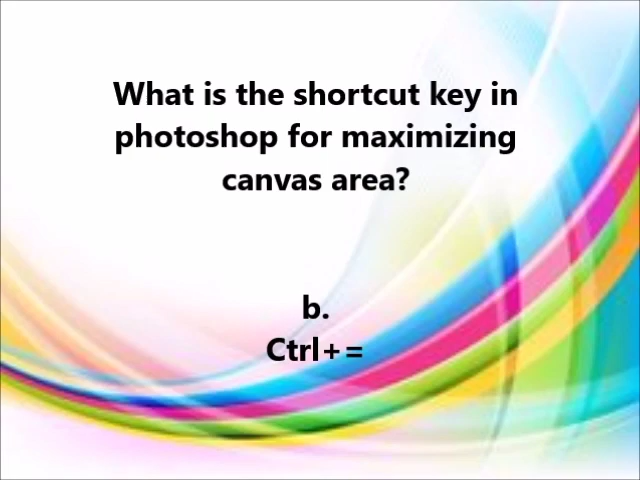 What is the shortcut key in
photoshop for maximizing
canvas area?
b.
Ctrl+=